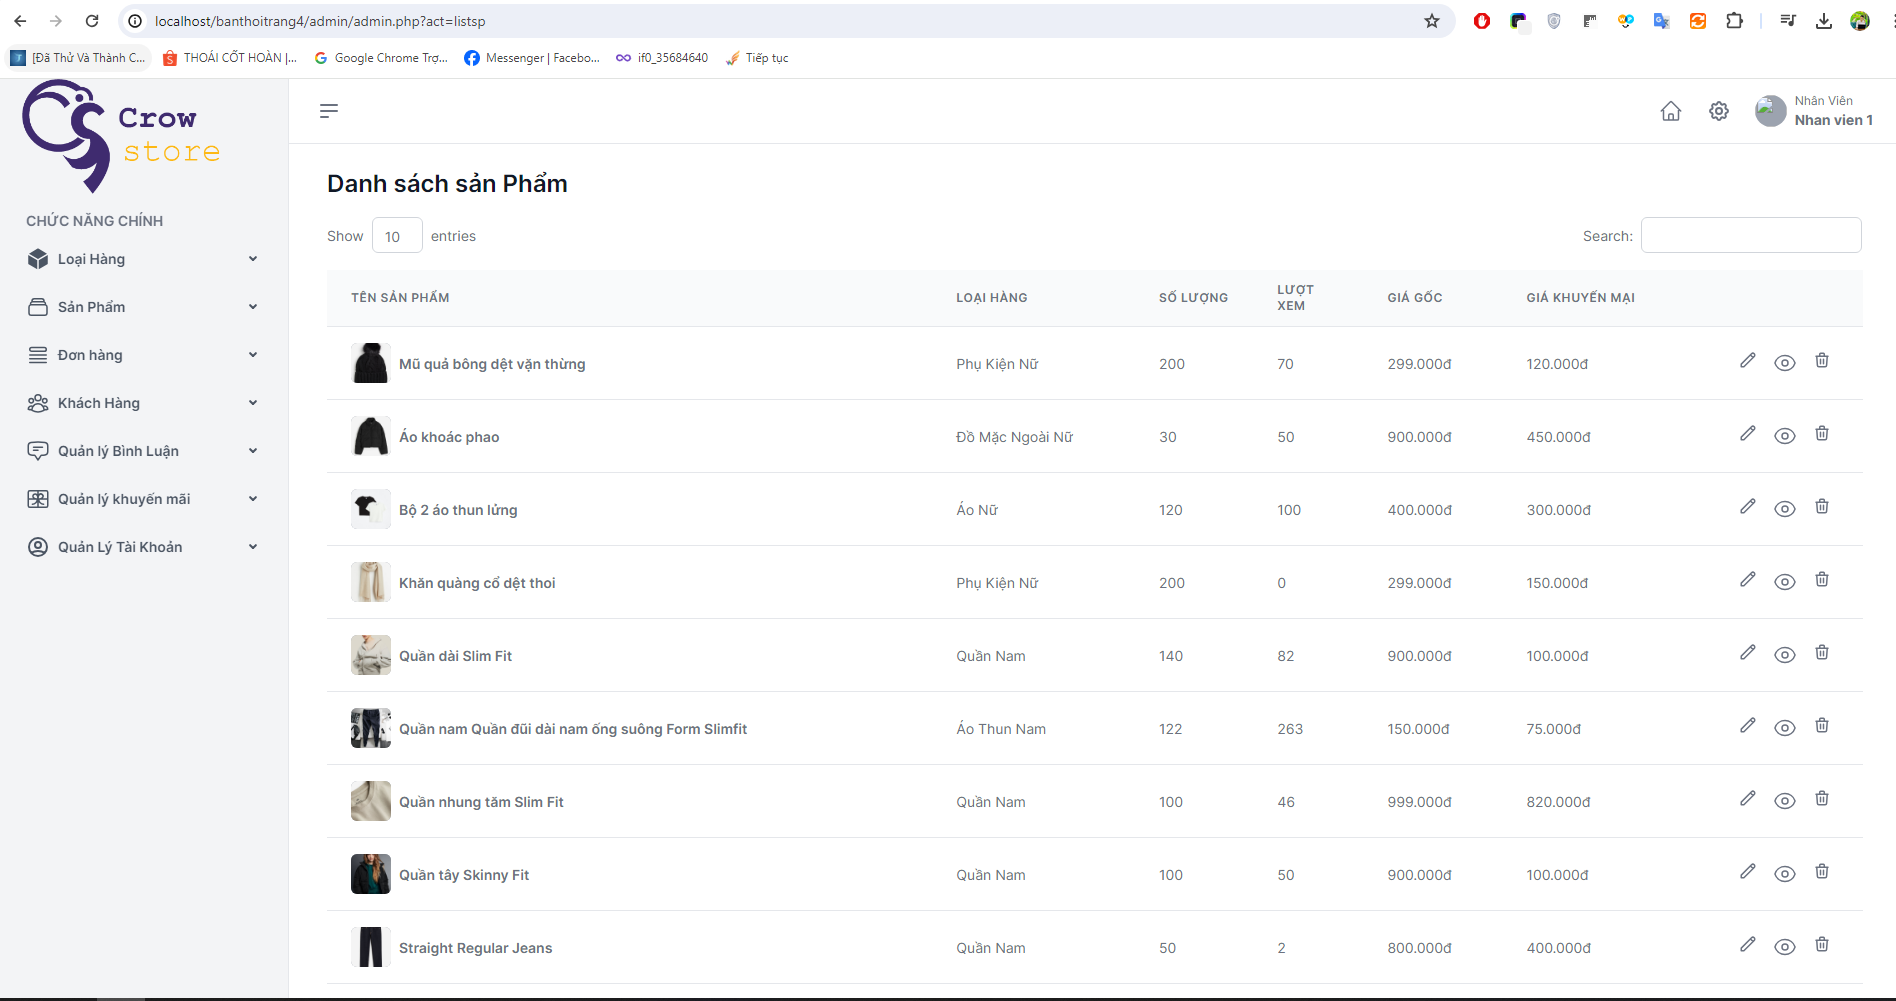 localhost/banthoitrang4/admin/admin.php?act=listsp
[Đã Thử Và Thành C... THOÁI CỐT HOÀN |... Google Chrome Trợ... Messenger | Facebo... if0_35684640 Tiếp tục
Crow
store
Nhân Viên
Nhan vien 1
CHỨC NĂNG CHÍNH
Loại Hàng
Sản Phẩm
Đơn hàng
Khách Hàng
Quản lý Bình Luận
Quản lý khuyến mãi
Quản Lý Tài Khoản
Danh sách sản Phẩm
Show 10 entries Search:
TÊN SẢN PHẨM LOẠI HÀNG SỐ LƯỢNG LƯỢT XEM GIÁ GỐC GIÁ KHUYẾN MẠI
Mũ quả bông dệt vặn thừng Phụ Kiện Nữ 200 70 299.000đ 120.000đ
Áo khoác phao Đồ Mặc Ngoài Nữ 30 50 900.000đ 450.000đ
Bộ 2 áo thun lửng Áo Nữ 120 100 400.000đ 300.000đ
Khăn quàng cổ dệt thoi Phụ Kiện Nữ 200 0 299.000đ 150.000đ
Quần dài Slim Fit Quần Nam 140 82 900.000đ 100.000đ
Quần nam Quần đũi dài nam ống suông Form Slimfit Áo Thun Nam 122 263 150.000đ 75.000đ
Quần nhung tăm Slim Fit Quần Nam 100 46 999.000đ 820.000đ
Quần tây Skinny Fit Quần Nam 100 50 900.000đ 100.000đ
Straight Regular Jeans Quần Nam 50 2 800.000đ 400.000đ